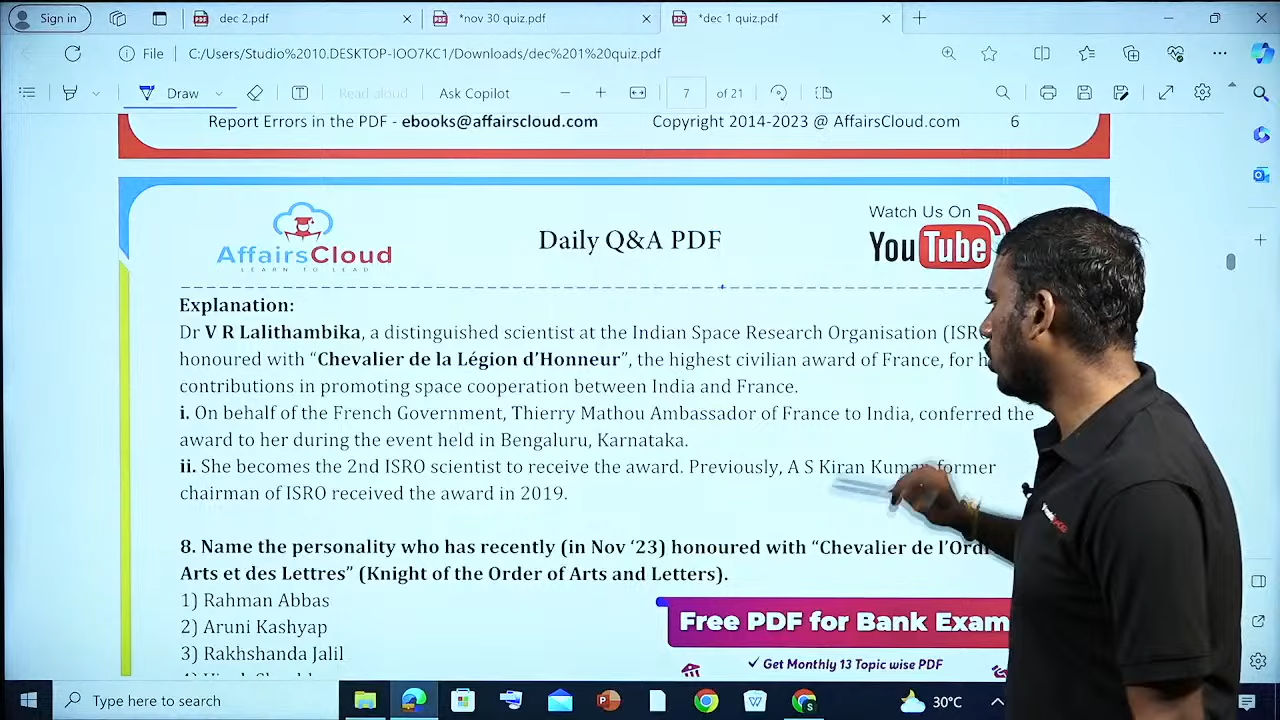 Sign in
dec 2.pdf
*nov 30 quiz.pdf
*dec 1 quiz.pdf
File
C:/Users/Studio%2010.DESKTOP-IOO7KC1/Downloads/dec%201%20quiz.pdf
Draw
Read aloud
Ask Copilot
7
of 21
Report Errors in the PDF - ebooks@affairscloud.com
Copyright 2014-2023 @ AffairsCloud.com
6
AffairsCloud
LEARN TO LEAD
Daily Q&A PDF
Watch Us On
YouTube
Explanation:
Dr V R Lalithambika, a distinguished scientist at the Indian Space Research Organisation (ISR
honoured with “Chevalier de la Légion d’Honneur”, the highest civilian award of France, for h
contributions in promoting space cooperation between India and France.
i. On behalf of the French Government, Thierry Mathou Ambassador of France to India, conferred the
award to her during the event held in Bengaluru, Karnataka.
ii. She becomes the 2nd ISRO scientist to receive the award. Previously, A S Kiran Kumar, former
chairman of ISRO received the award in 2019.
8. Name the personality who has recently (in Nov ‘23) honoured with “Chevalier de l’Ord
Arts et des Lettres” (Knight of the Order of Arts and Letters).
1) Rahman Abbas
2) Aruni Kashyap
3) Rakhshanda Jalil
Free PDF for Bank Exam
✓ Get Monthly 13 Topic wise PDF
Type here to search
30°C